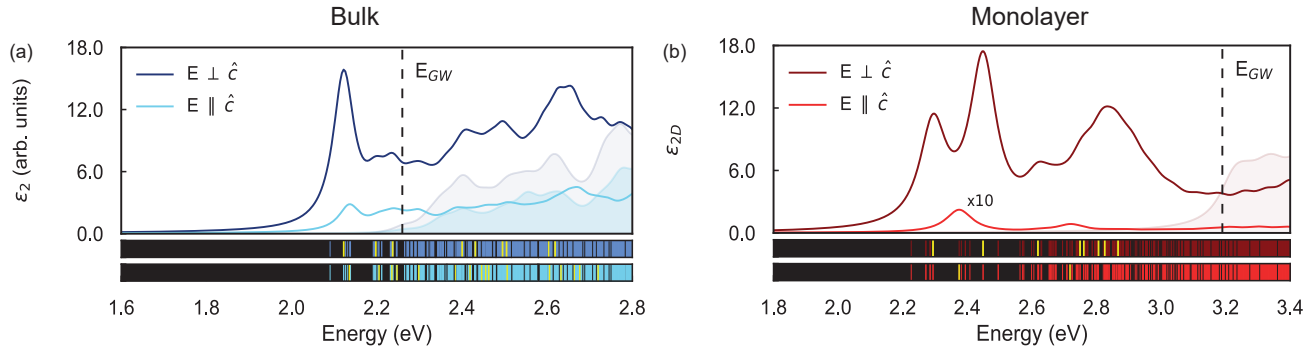 Bulk
(a)
18.0
12.0
6.0
0.0
ε₂ (arb. units)
E ⊥ ĉ
E ∥ ĉ
E_GW
1.6 1.8 2.0 2.2 2.4 2.6 2.8
Energy (eV)
Monolayer
(b)
18.0
12.0
6.0
0.0
ε_2D
E ⊥ ĉ
E ∥ ĉ
E_GW
x10
1.8 2.0 2.2 2.4 2.6 2.8 3.0 3.2 3.4
Energy (eV)